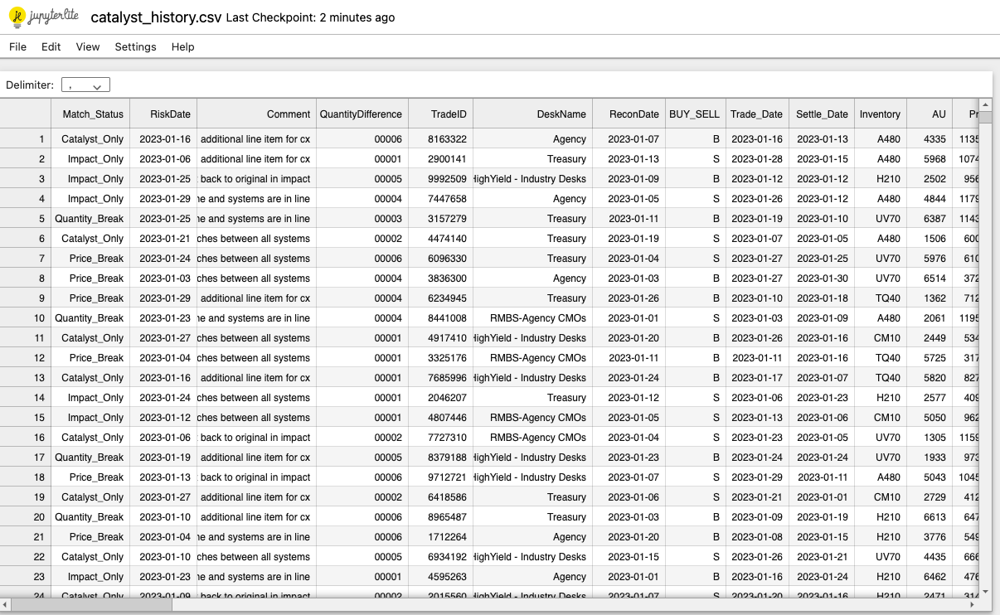 jupyterlite catalyst_history.csv Last Checkpoint: 2 minutes ago
File Edit View Settings Help
Delimiter: ,
Match_Status RiskDate Comment QuantityDifference TradeID DeskName ReconDate BUY_SELL Trade_Date Settle_Date Inventory AU
1 Catalyst_Only 2023-01-16 additional line item for cx 00006 8163322 Agency 2023-01-07 B 2023-01-16 2023-01-13 A480 4335 1135
2 Impact_Only 2023-01-06 additional line item for cx 00001 2900141 Treasury 2023-01-13 S 2023-01-28 2023-01-15 A480 5968 1074
3 Impact_Only 2023-01-25 back to original in impact 00005 9992509 HighYield - Industry Desks 2023-01-09 B 2023-01-12 2023-01-12 H210 2502 956
4 Impact_Only 2023-01-29 ne and systems are in line 00004 7447658 Agency 2023-01-05 S 2023-01-26 2023-01-12 A480 4844 1179
5 Quantity_Break 2023-01-25 ne and systems are in line 00003 3157279 Treasury 2023-01-11 B 2023-01-19 2023-01-10 UV70 6387 1143
6 Catalyst_Only 2023-01-21 ches between all systems 00002 4474140 Treasury 2023-01-19 S 2023-01-07 2023-01-05 A480 1506 600
7 Price_Break 2023-01-24 ches between all systems 00006 6096330 Treasury 2023-01-04 S 2023-01-27 2023-01-25 UV70 5976 610
8 Price_Break 2023-01-03 ches between all systems 00004 3836300 Agency 2023-01-03 B 2023-01-27 2023-01-30 UV70 6514 372
9 Price_Break 2023-01-29 additional line item for cx 00004 6234945 Treasury 2023-01-26 B 2023-01-10 2023-01-18 TQ40 1362 712
10 Quantity_Break 2023-01-23 ne and systems are in line 00004 8441008 RMBS-Agency CMOs 2023-01-01 S 2023-01-03 2023-01-09 A480 2061 1195
11 Catalyst_Only 2023-01-27 ches between all systems 00001 4917410 HighYield - Industry Desks 2023-01-20 B 2023-01-26 2023-01-16 CM10 2449 534
12 Price_Break 2023-01-04 ches between all systems 00001 3325176 RMBS-Agency CMOs 2023-01-11 B 2023-01-11 2023-01-16 TQ40 5725 317
13 Catalyst_Only 2023-01-16 additional line item for cx 00001 7685996 HighYield - Industry Desks 2023-01-24 B 2023-01-17 2023-01-07 TQ40 5820 827
14 Impact_Only 2023-01-24 ches between all systems 00001 2046207 Treasury 2023-01-12 S 2023-01-06 2023-01-23 H210 2577 409
15 Impact_Only 2023-01-12 ches between all systems 00001 4807446 RMBS-Agency CMOs 2023-01-05 S 2023-01-13 2023-01-06 CM10 5050 962
16 Catalyst_Only 2023-01-06 back to original in impact 00002 7727310 RMBS-Agency CMOs 2023-01-04 S 2023-01-23 2023-01-05 UV70 1305 1159
17 Quantity_Break 2023-01-19 additional line item for cx 00005 8379188 HighYield - Industry Desks 2023-01-23 B 2023-01-24 2023-01-24 UV70 1933 973
18 Price_Break 2023-01-13 back to original in impact 00006 9712721 HighYield - Industry Desks 2023-01-07 S 2023-01-29 2023-01-11 A480 5043 1045
19 Catalyst_Only 2023-01-27 additional line item for cx 00002 6418586 Treasury 2023-01-06 S 2023-01-21 2023-01-01 CM10 2729 412
20 Quantity_Break 2023-01-10 additional line item for cx 00006 8965487 Treasury 2023-01-03 B 2023-01-09 2023-01-19 H210 6613 647
21 Price_Break 2023-01-04 ne and systems are in line 00006 1712264 Agency 2023-01-20 B 2023-01-08 2023-01-15 H210 3776 549
22 Catalyst_Only 2023-01-10 ches between all systems 00005 6934192 HighYield - Industry Desks 2023-01-15 S 2023-01-26 2023-01-21 UV70 4435 666
23 Impact_Only 2023-01-23 ne and systems are in line 00001 4595263 Agency 2023-01-01 B 2023-01-16 2023-01-24 H210 6462 476
24 Catalyst_Only 2023-01-09 back to original in impact 00002 2015560 HighYield - Industry Desks 2023-01-07 S 2023-01-20 2023-01-16 H210 2471 314